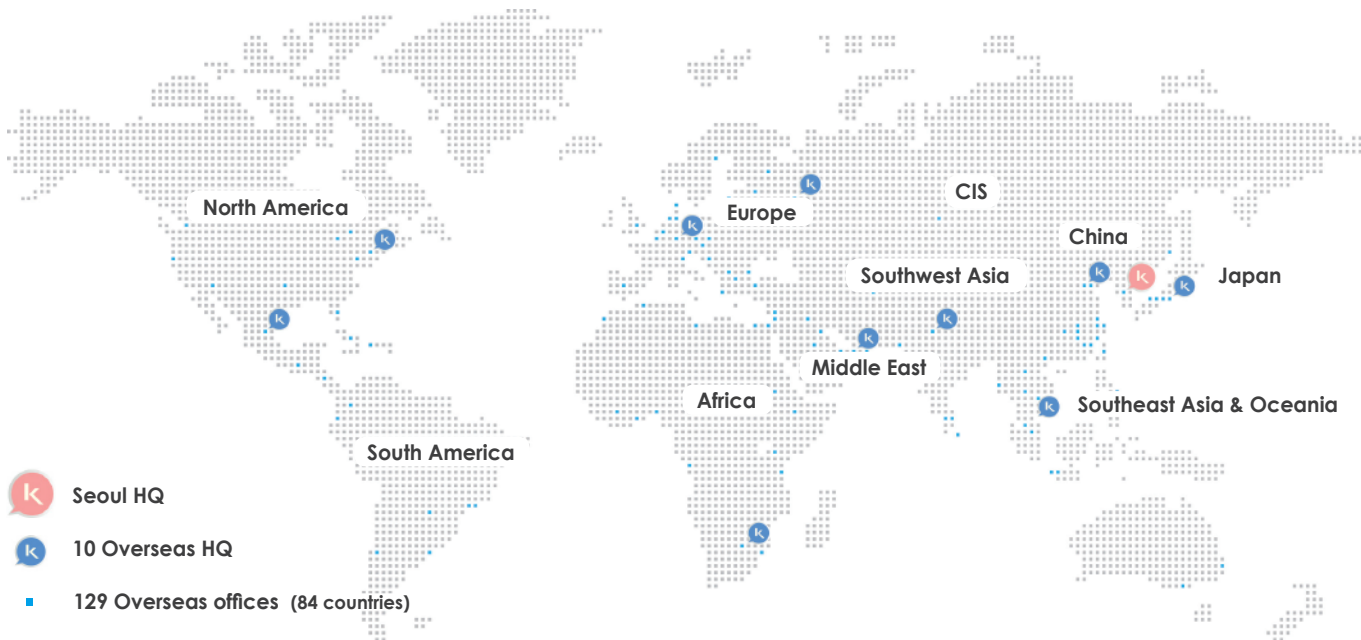 CIS
North America
Europe
China
Southwest Asia
Japan
Middle East
Africa
Southeast Asia & Oceania
South America
k Seoul HQ
k 10 Overseas HQ
129 Overseas offices (84 countries)